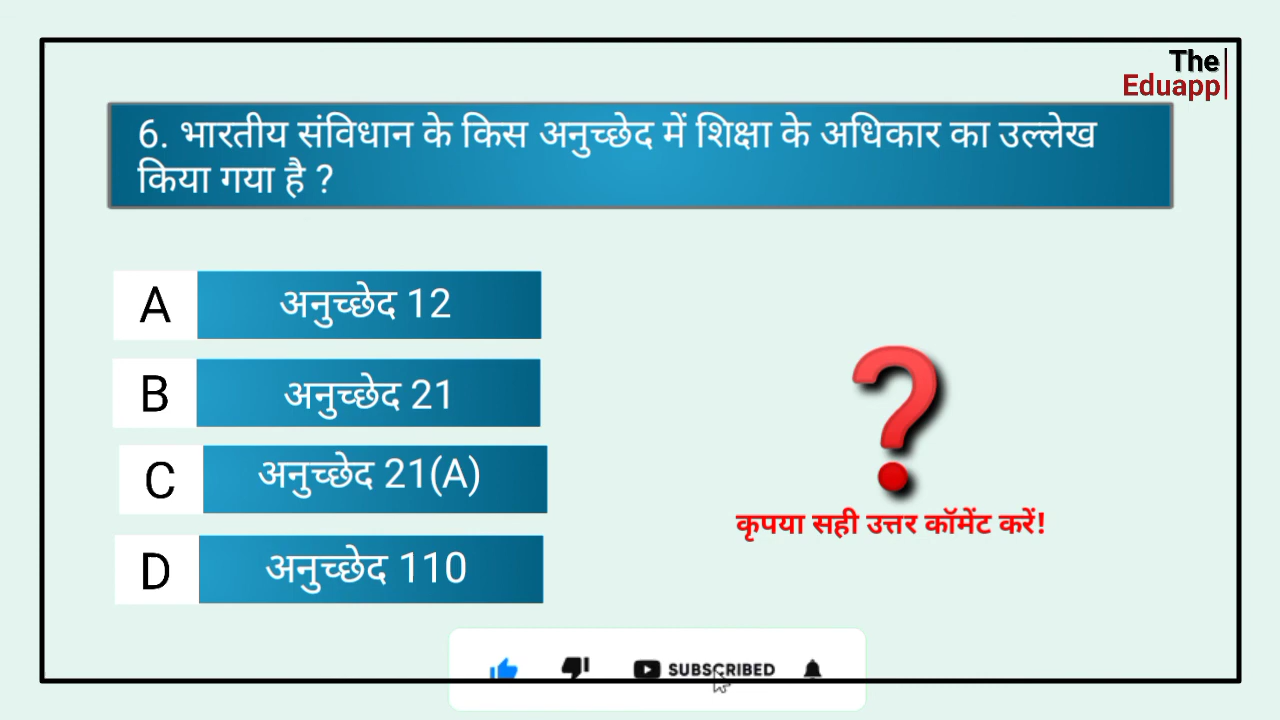 The
Eduapp
6. भारतीय संविधान के किस अनुच्छेद में शिक्षा के अधिकार का उल्लेख
किया गया है ?
A अनुच्छेद 12
B अनुच्छेद 21
C अनुच्छेद 21(A)
D अनुच्छेद 110
?
कृपया सही उत्तर कॉमेंट करें!
SUBSCRIBED